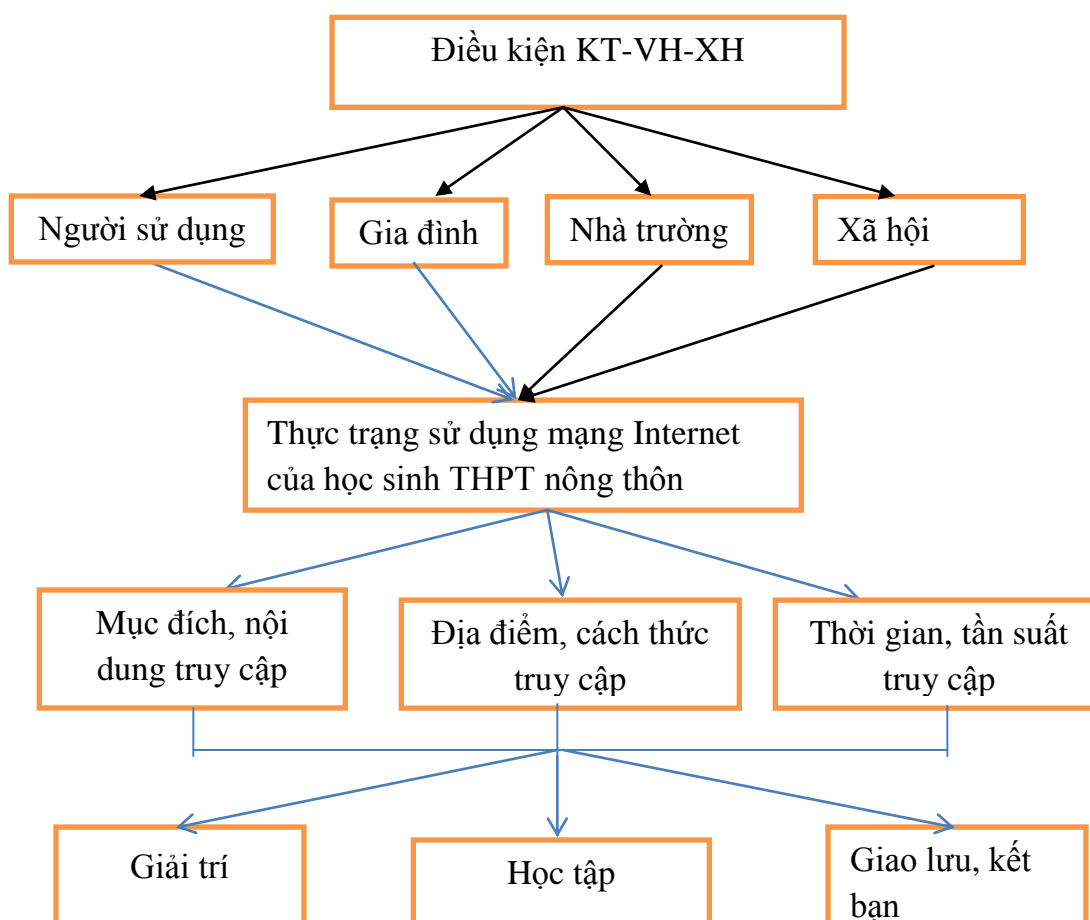 Điều kiện KT-VH-XH
Người sử dụng
Gia đình
Nhà trường
Xã hội
Thực trạng sử dụng mạng Internet
của học sinh THPT nông thôn
Mục đích, nội
dung truy cập
Địa điểm, cách thức
truy cập
Thời gian, tần suất
truy cập
Giải trí
Học tập
Giao lưu, kết
bạn